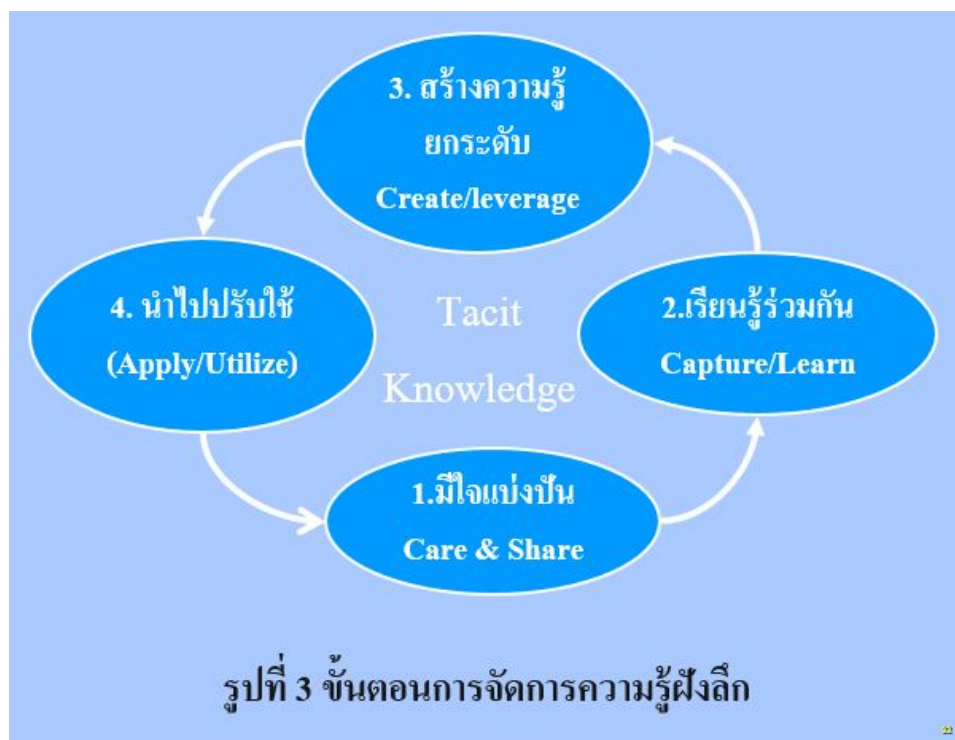 3. สร้างความรู้
ยกระดับ
Create/leverage
4. นำไปปรับใช้
(Apply/Utilize)
Tacit
Knowledge
2.เรียนรู้ร่วมกัน
Capture/Learn
1.มีใจแบ่งปัน
Care & Share
รูปที่ 3 ขั้นตอนการจัดการความรู้ฝังลึก
22